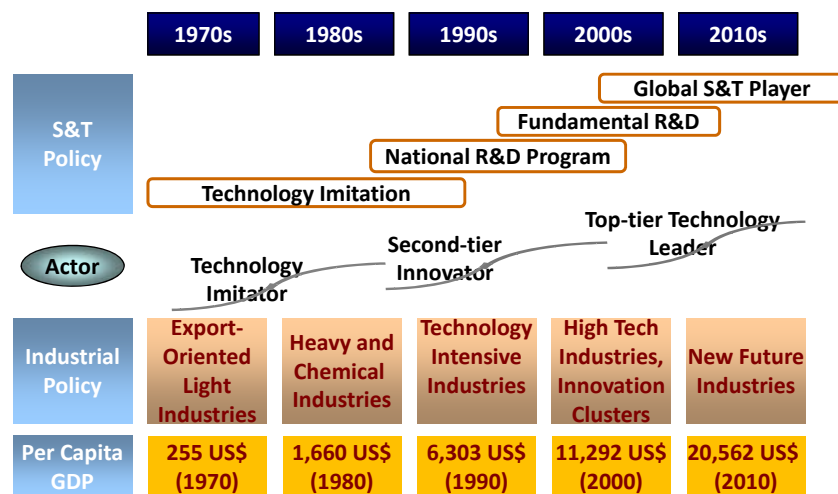 1970s
1980s
1990s
2000s
2010s
S&T
Policy
Global S&T Player
Fundamental R&D
National R&D Program
Technology Imitation
Actor
Technology
Imitator
Second-tier
Innovator
Top-tier Technology
Leader
Industrial
Policy
Export-
Oriented
Light
Industries
Heavy and
Chemical
Industries
Technology
Intensive
Industries
High Tech
Industries,
Innovation
Clusters
New Future
Industries
Per Capita
GDP
255 US$
(1970)
1,660 US$
(1980)
6,303 US$
(1990)
11,292 US$
(2000)
20,562 US$
(2010)